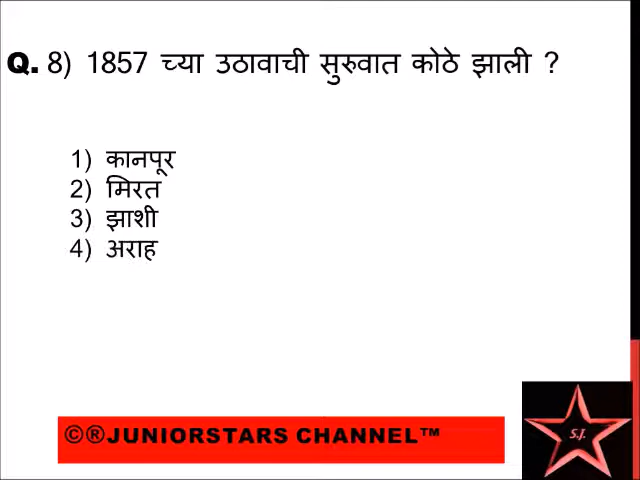 Q. 8) 1857 च्या उठावाची सुरुवात कोठे झाली ?
1) कानपूर
2) मिरत
3) झाशी
4) अराह
©®JUNIORSTARS CHANNEL™
S.J.